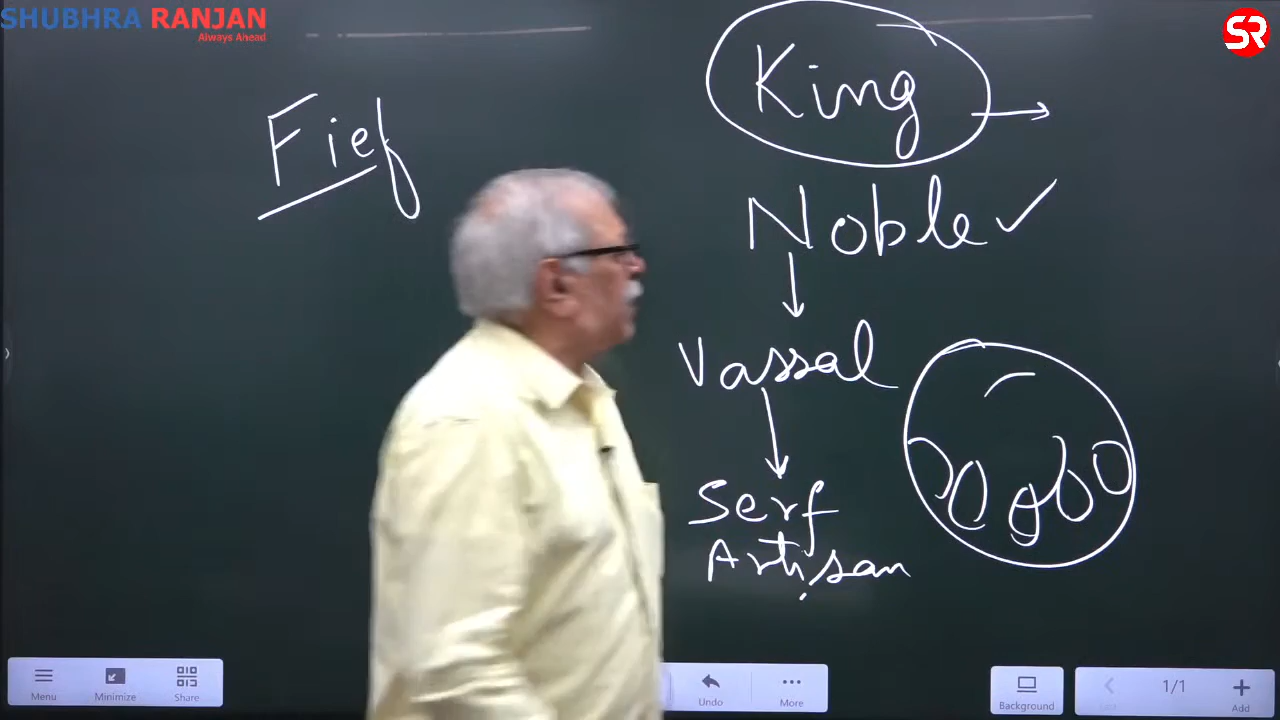 SHUBHRA RANJAN
Always Ahead
SR
King
Fief
Noble
Vassal
Serf
Artisan
Menu
Minimize
Share
Undo
More
Background
1/1
Add